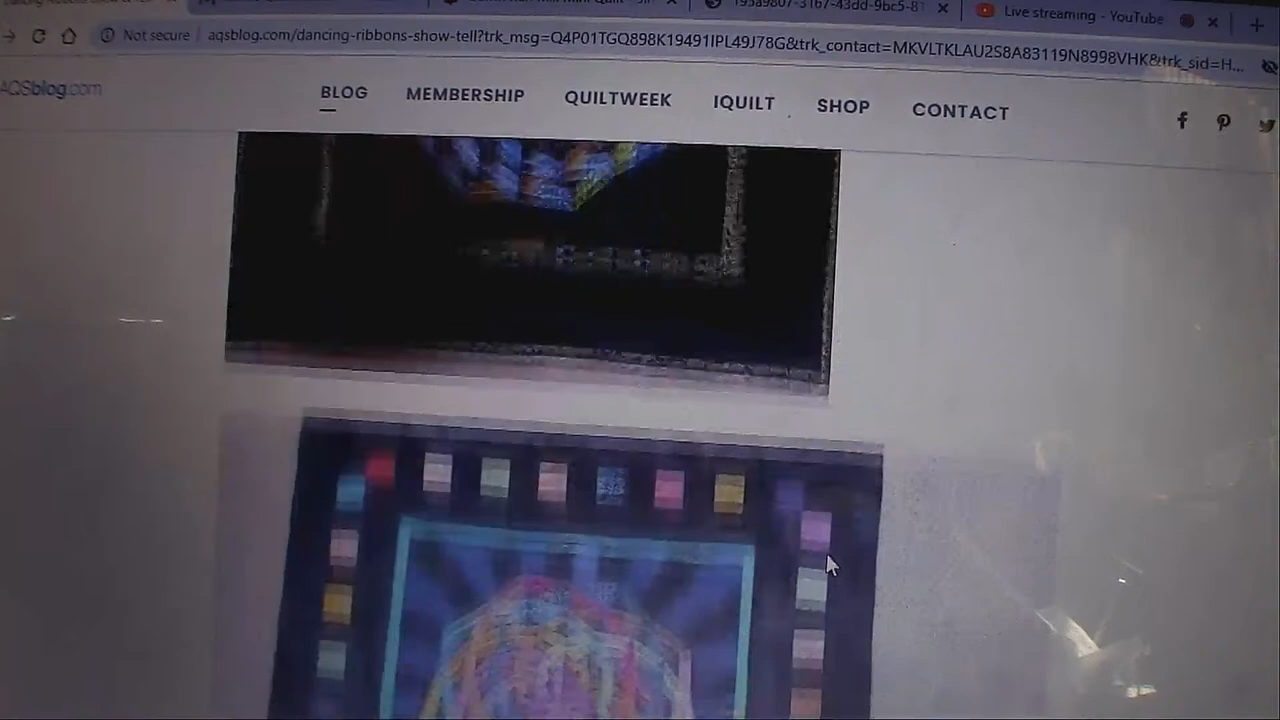 Live streaming - YouTube
Not secure | aqsblog.com/dancing-ribbons-show-tell?trk_msg=Q4P01TGQ898K19491IPL49J78G&trk_contact=MKVLTKLAU2S8A83119N8998VHK&trk_sid=H...
AQSblog.com
BLOG MEMBERSHIP QUILTWEEK IQUILT SHOP CONTACT